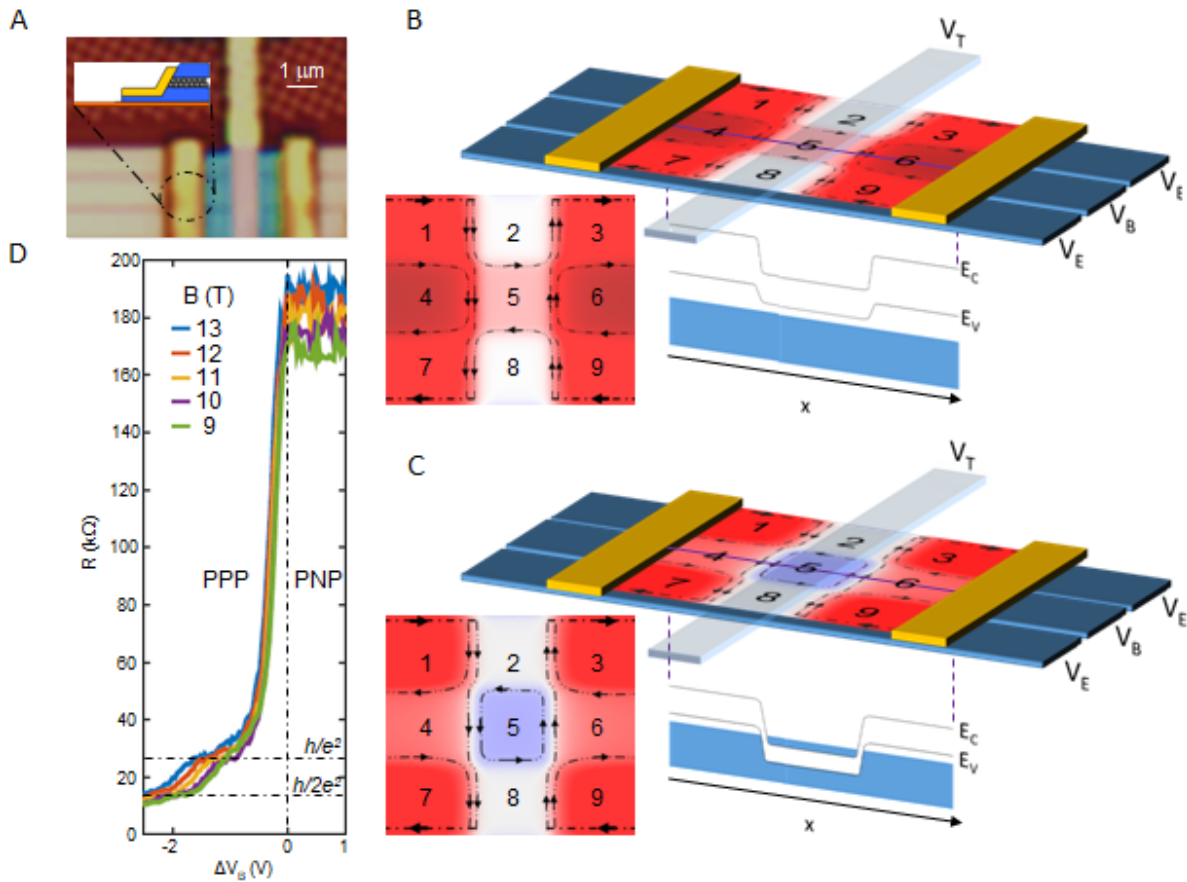 A
1 μm
B
V_T
1
2
3
4
5
6
7
8
9
V_E
V_B
V_E
1
2
3
4
5
6
7
8
9
E_C
E_V
x
C
V_T
1
2
3
4
5
6
7
8
9
V_E
V_B
V_E
1
2
3
4
5
6
7
8
9
E_C
E_V
x
D
200
180
160
140
120
100
80
60
40
20
0
R (kΩ)
B (T)
13
12
11
10
9
PPP
PNP
h/e²
h/2e²
-2
0
1
ΔV_B (V)